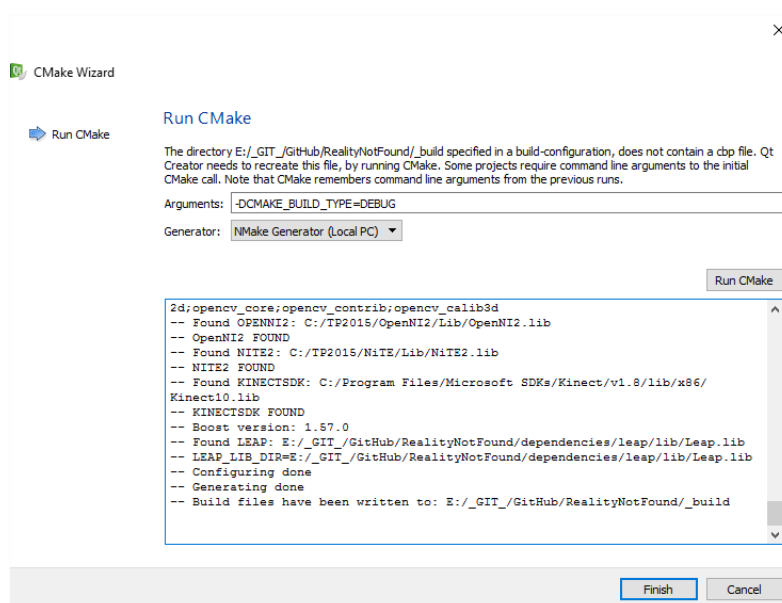 CMake Wizard
Run CMake
Run CMake
The directory E:/_GIT_/GitHub/RealityNotFound/_build specified in a build-configuration, does not contain a cbp file. Qt
Creator needs to recreate this file, by running CMake. Some projects require command line arguments to the initial
CMake call. Note that CMake remembers command line arguments from the previous runs.
Arguments: -DCMAKE_BUILD_TYPE=DEBUG
Generator: NMake Generator (Local PC)
Run CMake
2d;opencv_core;opencv_contrib;opencv_calib3d
-- Found OPENNI2: C:/TP2015/OpenNI2/Lib/OpenNI2.lib
-- OpenNI2 FOUND
-- Found NITE2: C:/TP2015/NiTE/Lib/NiTE2.lib
-- NITE2 FOUND
-- Found KINECTSDK: C:/Program Files/Microsoft SDKs/Kinect/v1.8/lib/x86/
Kinect10.lib
-- KINECTSDK FOUND
-- Boost version: 1.57.0
-- Found LEAP: E:/_GIT_/GitHub/RealityNotFound/dependencies/leap/lib/Leap.lib
-- LEAP_LIB_DIR=E:/_GIT_/GitHub/RealityNotFound/dependencies/leap/lib/Leap.lib
-- Configuring done
-- Generating done
-- Build files have been written to: E:/_GIT_/GitHub/RealityNotFound/_build
Finish
Cancel